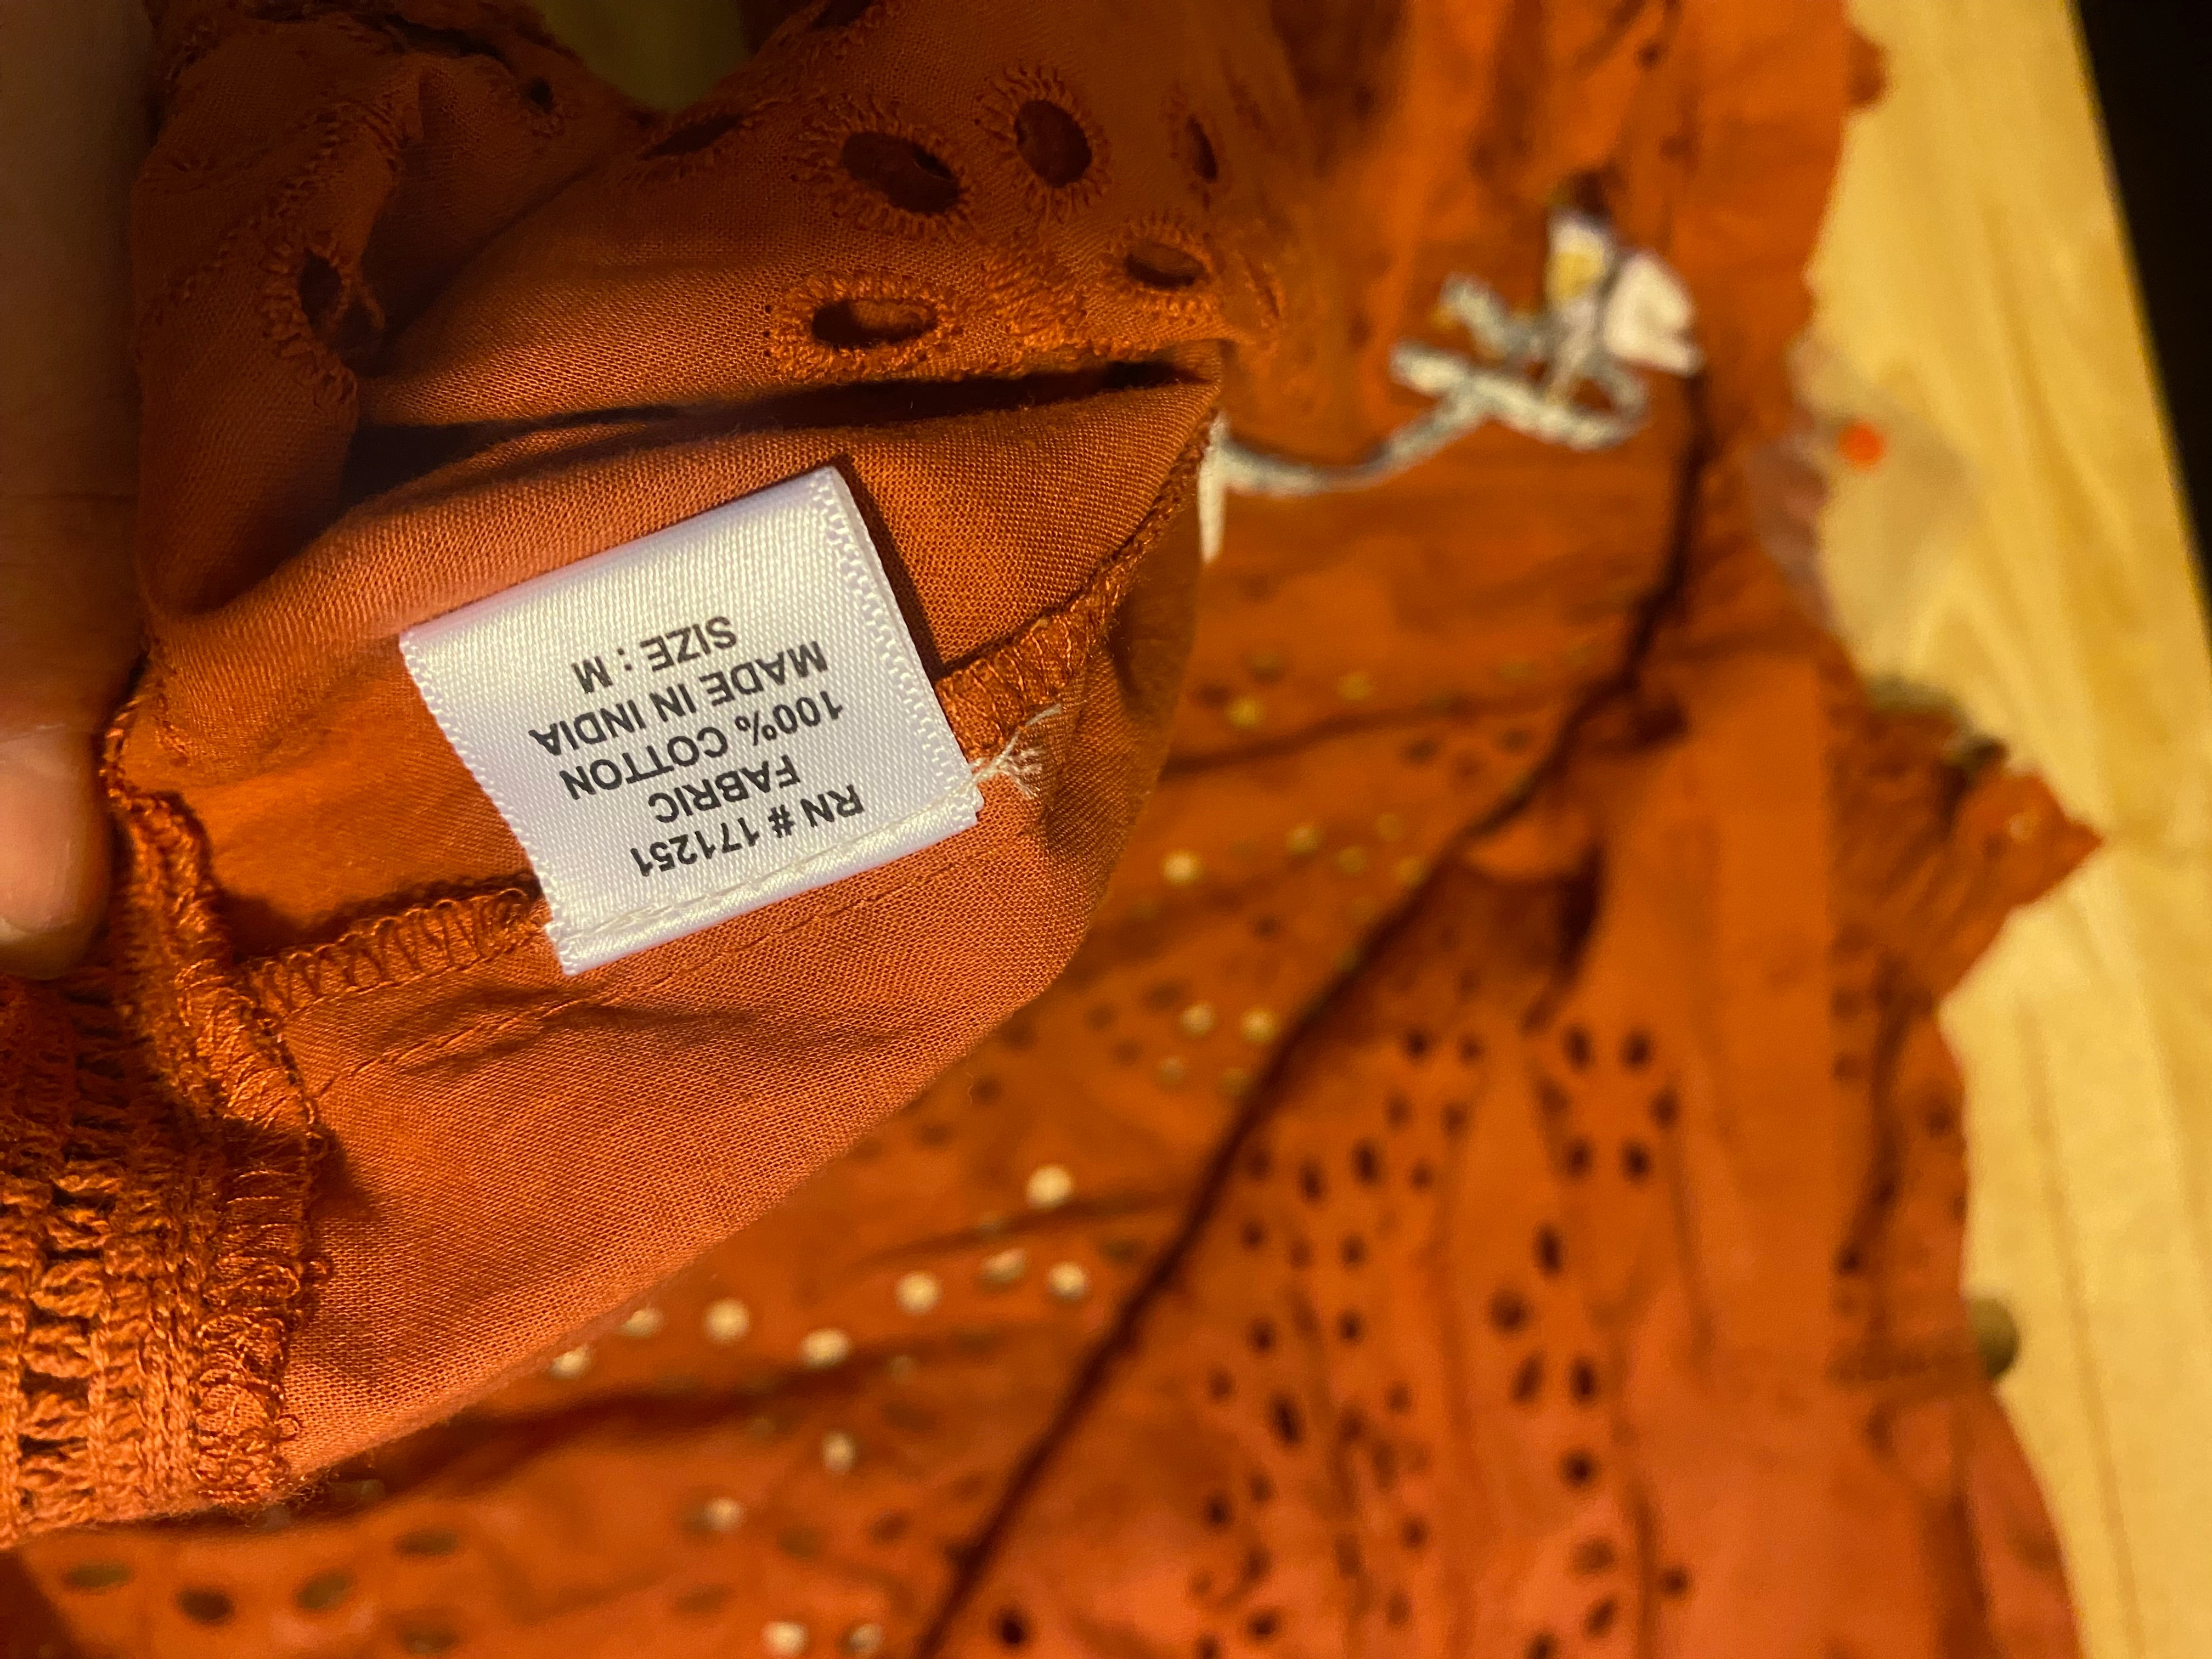 RN # 171251
FABRIC
100% COTTON
MADE IN INDIA
SIZE : M